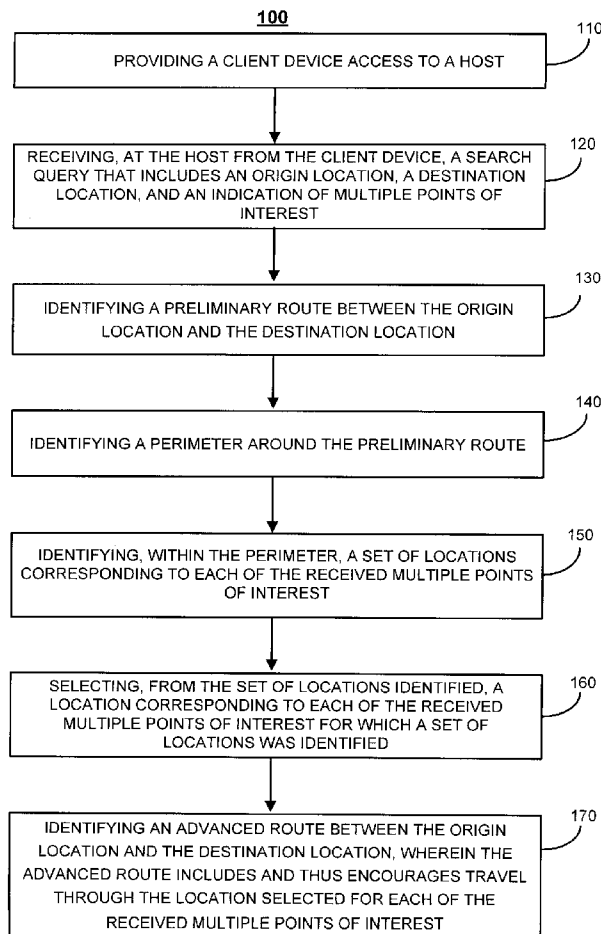 100
110
PROVIDING A CLIENT DEVICE ACCESS TO A HOST
120
RECEIVING, AT THE HOST FROM THE CLIENT DEVICE, A SEARCH
QUERY THAT INCLUDES AN ORIGIN LOCATION, A DESTINATION
LOCATION, AND AN INDICATION OF MULTIPLE POINTS OF
INTEREST
130
IDENTIFYING A PRELIMINARY ROUTE BETWEEN THE ORIGIN
LOCATION AND THE DESTINATION LOCATION
140
IDENTIFYING A PERIMETER AROUND THE PRELIMINARY ROUTE
150
IDENTIFYING, WITHIN THE PERIMETER, A SET OF LOCATIONS
CORRESPONDING TO EACH OF THE RECEIVED MULTIPLE POINTS
OF INTEREST
160
SELECTING, FROM THE SET OF LOCATIONS IDENTIFIED, A
LOCATION CORRESPONDING TO EACH OF THE RECEIVED
MULTIPLE POINTS OF INTEREST FOR WHICH A SET OF
LOCATIONS WAS IDENTIFIED
170
IDENTIFYING AN ADVANCED ROUTE BETWEEN THE ORIGIN
LOCATION AND THE DESTINATION LOCATION, WHEREIN THE
ADVANCED ROUTE INCLUDES AND THUS ENCOURAGES TRAVEL
THROUGH THE LOCATION SELECTED FOR EACH OF THE
RECEIVED MULTIPLE POINTS OF INTEREST